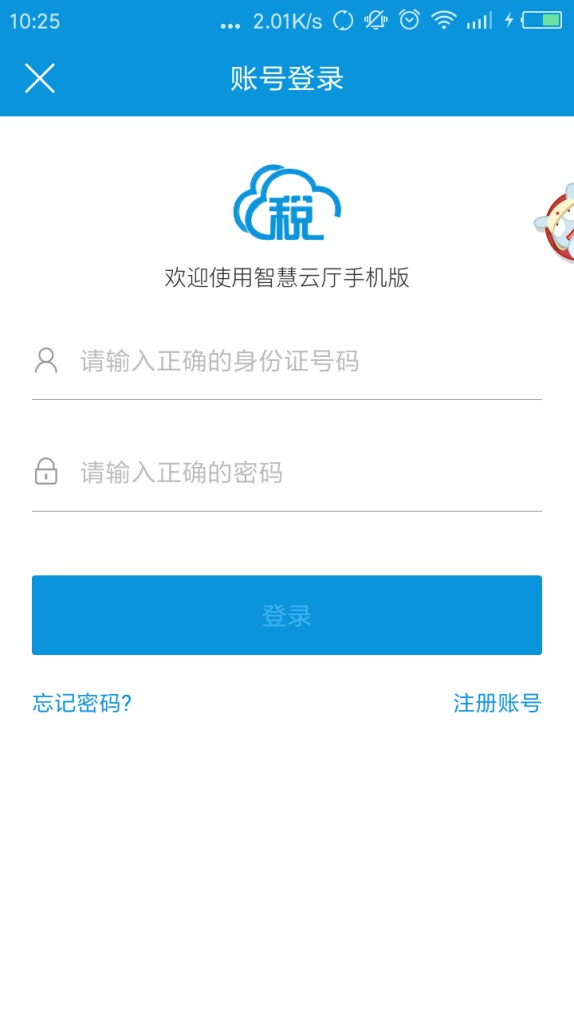 10:25
... 2.01K/s
账号登录
税
欢迎使用智慧云厅手机版
请输入正确的身份证号码
请输入正确的密码
登录
忘记密码?
注册账号